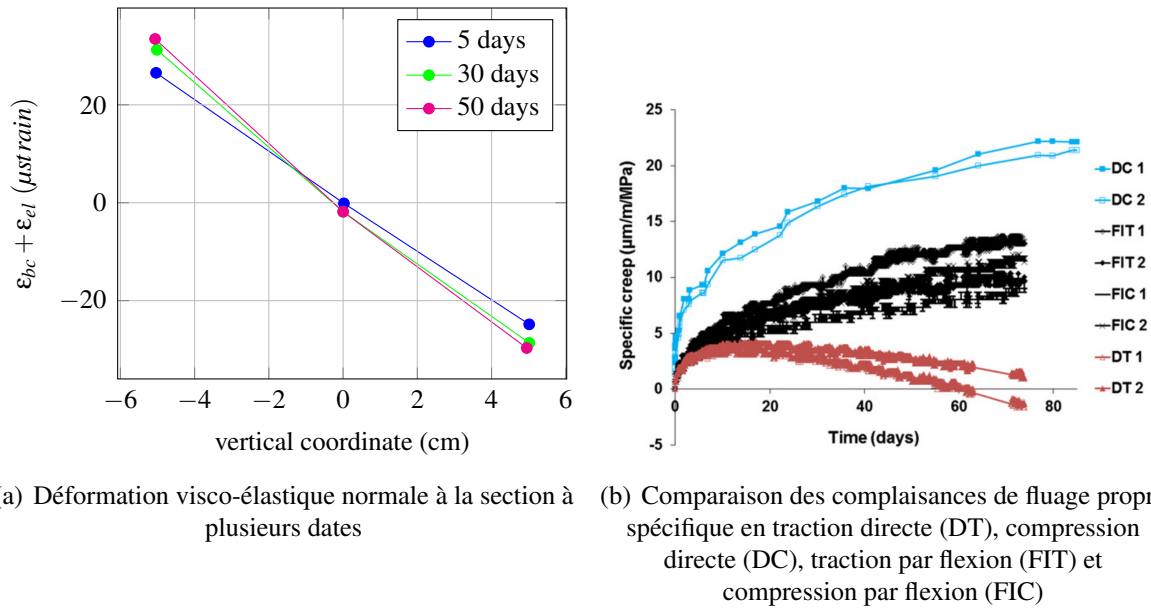 5 days
30 days
50 days
20
0
−20
−6 −4 −2 0 2 4 6
ε_bc + ε_el (μstrain)
vertical coordinate (cm)
(a) Déformation visco-élastique normale à la section à
plusieurs dates
25
20
15
10
5
0
-5
0 20 40 60 80
Specific creep (μm/m/MPa)
Time (days)
DC 1
DC 2
FIT 1
FIT 2
FIC 1
FIC 2
DT 1
DT 2
(b) Comparaison des complaisances de fluage propr
spécifique en traction directe (DT), compression
directe (DC), traction par flexion (FIT) et
compression par flexion (FIC)